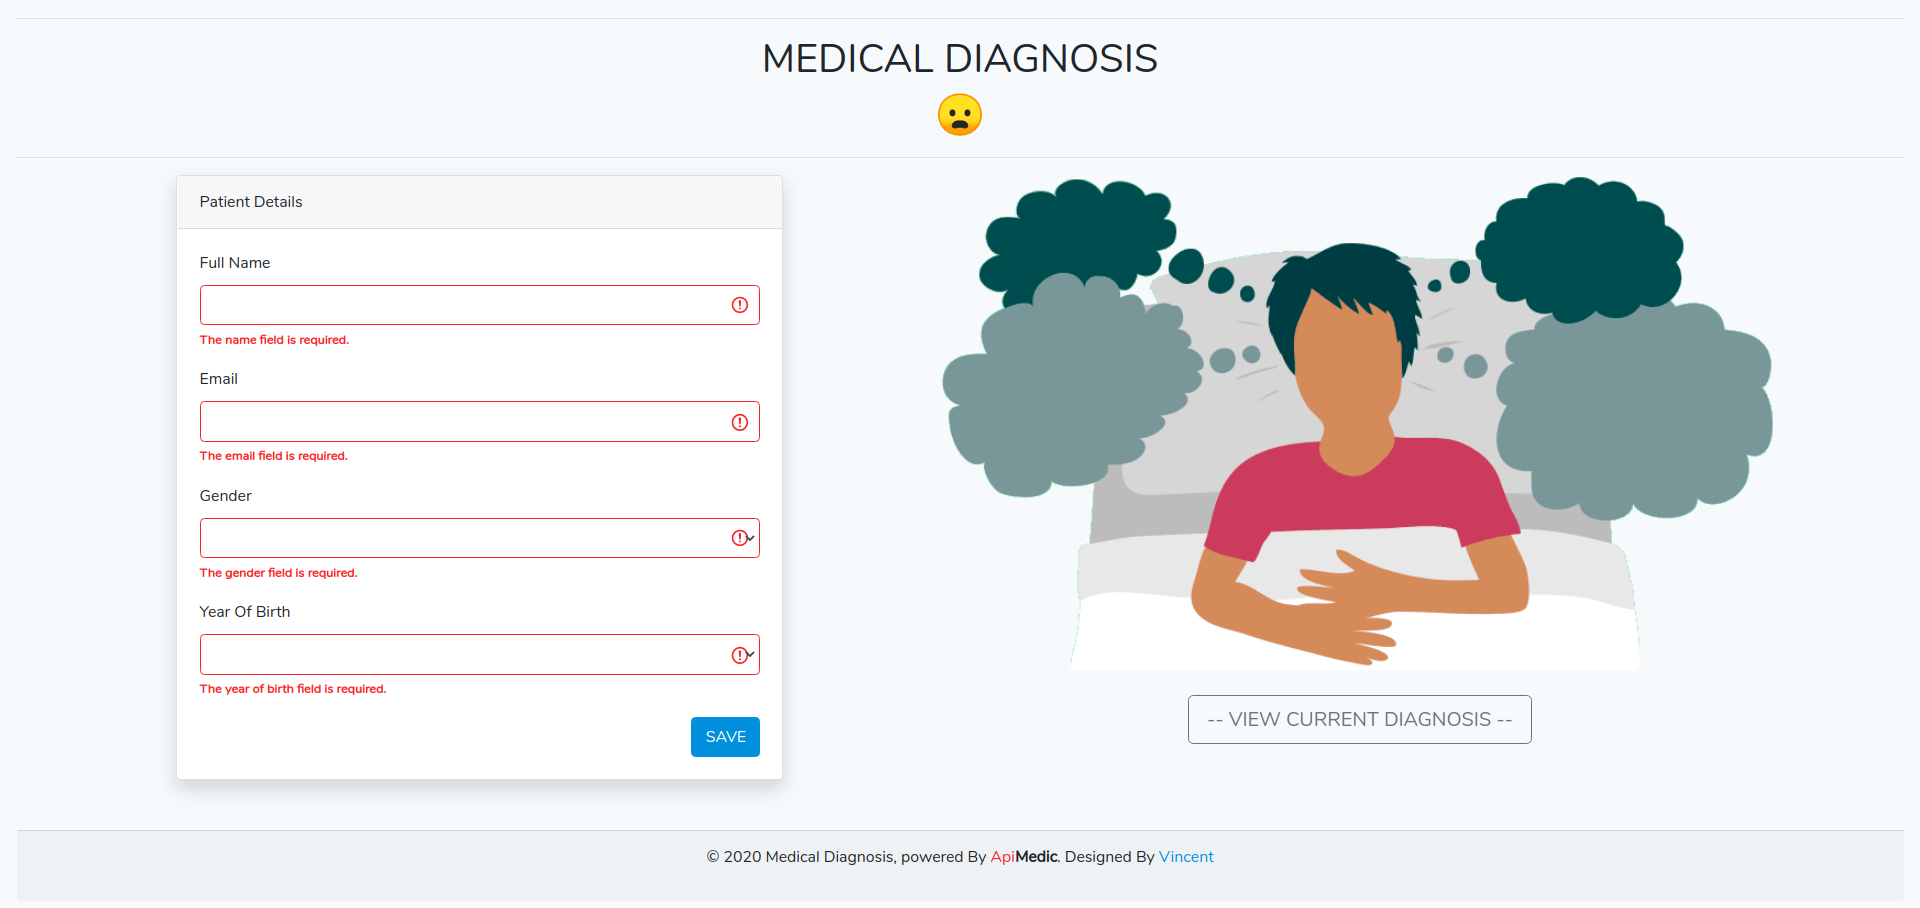 MEDICAL DIAGNOSIS
Patient Details
Full Name
The name field is required.
Email
The email field is required.
Gender
The gender field is required.
Year Of Birth
The year of birth field is required.
SAVE
-- VIEW CURRENT DIAGNOSIS --
© 2020 Medical Diagnosis, powered By ApiMedic. Designed By Vincent